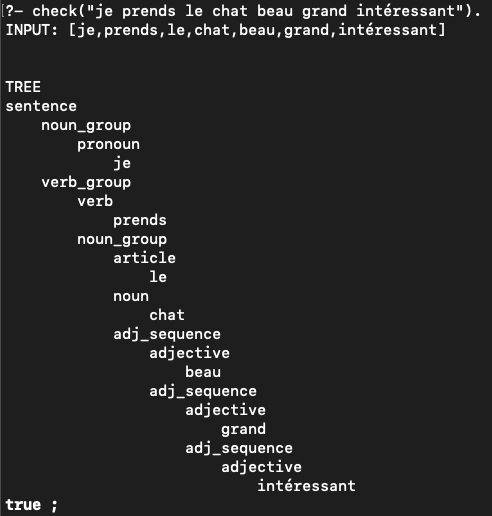 ?- check("je prends le chat beau grand intéressant").
INPUT: [je,prends,le,chat,beau,grand,intéressant]
TREE
sentence
    noun_group
        pronoun
            je
    verb_group
        verb
            prends
        noun_group
            article
                le
            noun
                chat
            adj_sequence
                adjective
                    beau
                adj_sequence
                    adjective
                        grand
                    adj_sequence
                        adjective
                            intéressant
true ;